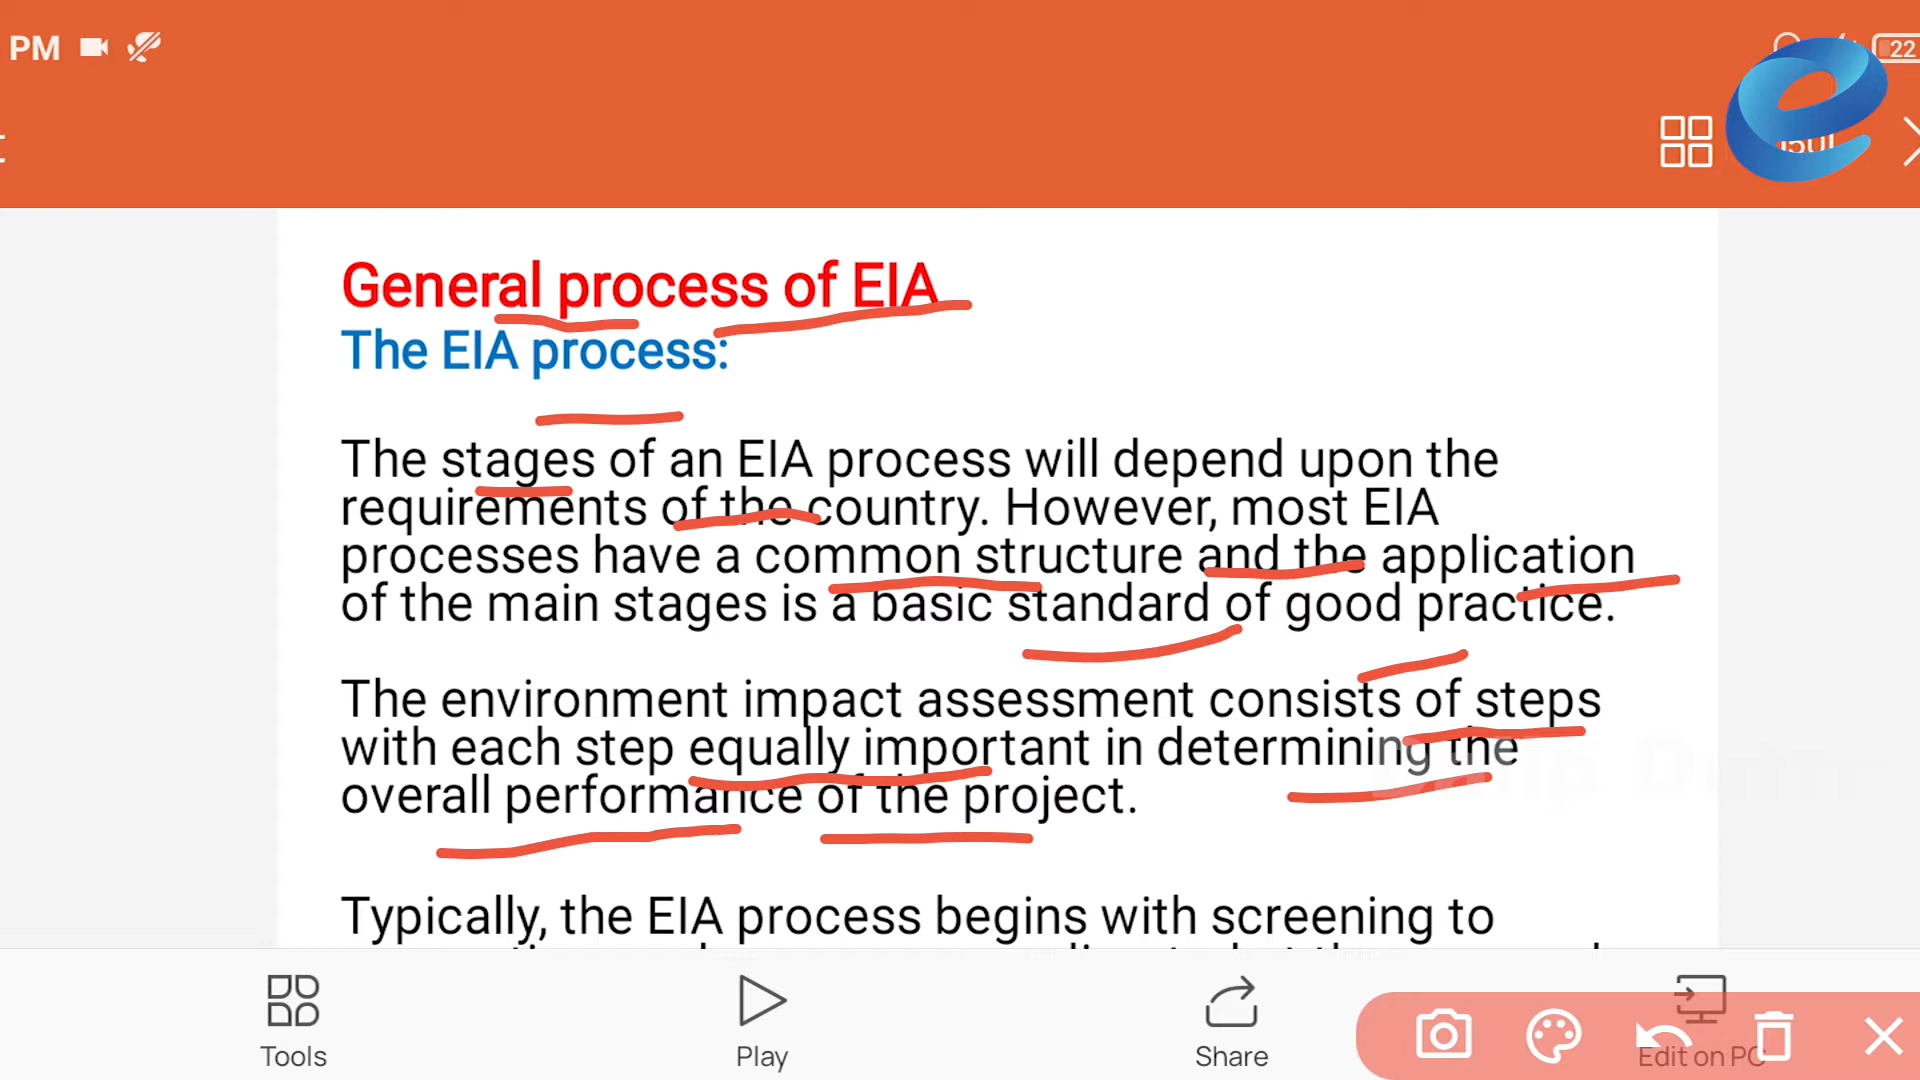 PM
22
General process of EIA
The EIA process:
The stages of an EIA process will depend upon the
requirements of the country. However, most EIA
processes have a common structure and the application
of the main stages is a basic standard of good practice.
The environment impact assessment consists of steps
with each step equally important in determining the
overall performance of the project.
Typically, the EIA process begins with screening to
Tools
Play
Share
Edit on PC